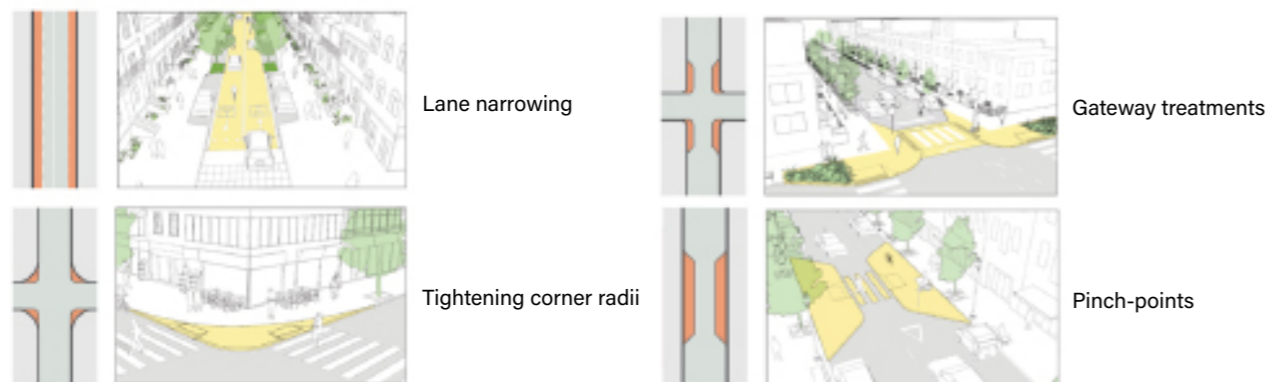 Lane narrowing
Gateway treatments
Tightening corner radii
Pinch-points